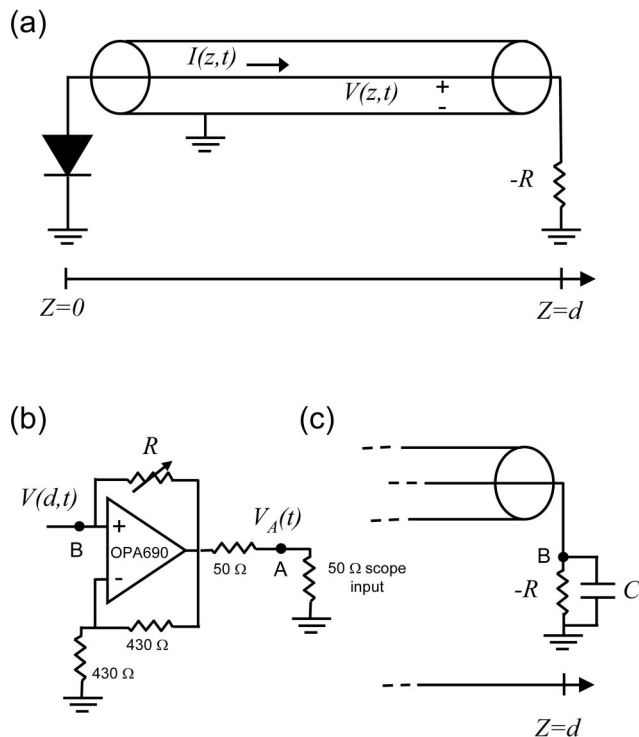 (a)
I(z,t)
V(z,t)
+
-
-R
Z=0
Z=d
(b)
R
V(d,t)
B
+
OPA690
-
50 Ω
V_A(t)
A
50 Ω scope
input
430 Ω
430 Ω
(c)
B
-R
C
Z=d